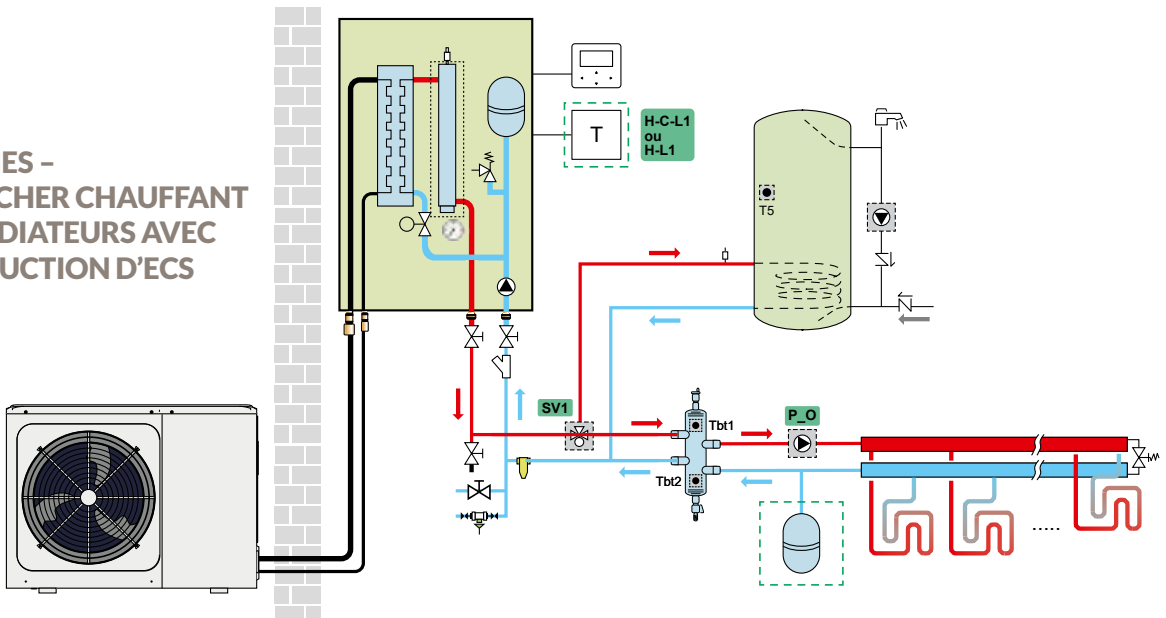 ES –
CHER CHAUFFANT
DIATEURS AVEC
UCTION D'ECS
T
H-C-L1
ou
H-L1
T5
SV1
Tbt1
P_O
Tbt2
.....